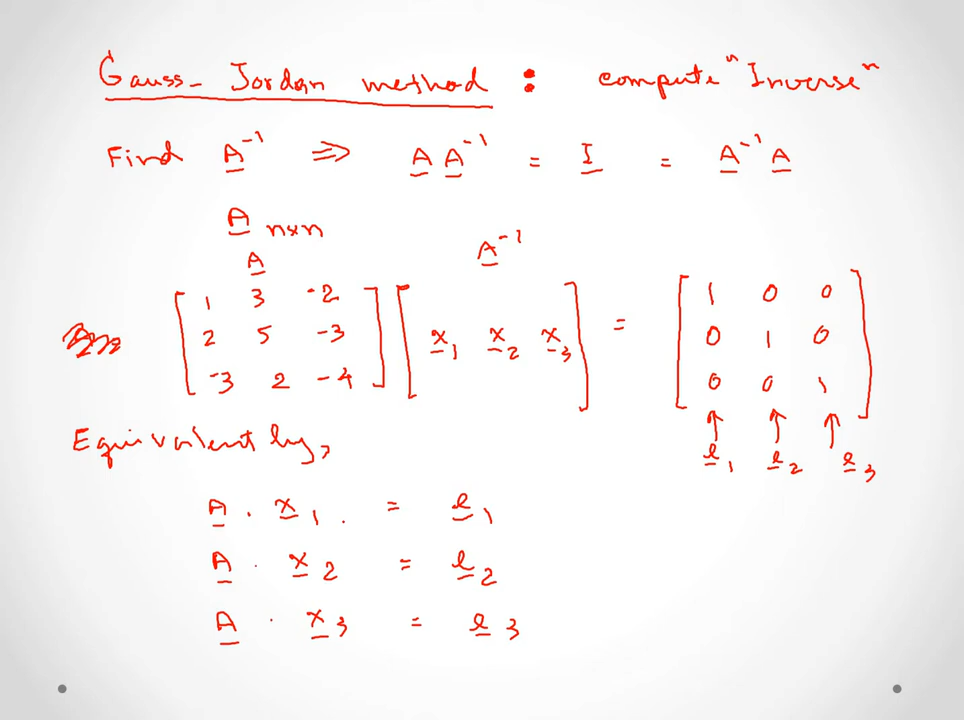 Gauss- Jordan method : compute "Inverse"
Find A⁻¹ ⇒ A A⁻¹ = I = A⁻¹ A
A n×n
A A⁻¹
[ 1 3 -2 ] [ x₁ x₂ x₃ ] = [ 1 0 0 ]
[ 2 5 -3 ] [ 0 1 0 ]
[ -3 2 -4 ] [ 0 0 1 ]
↑ ↑ ↑
Equivalently,
e₁ e₂ e₃
A · x₁ = e₁
A · x₂ = e₂
A · x₃ = e₃